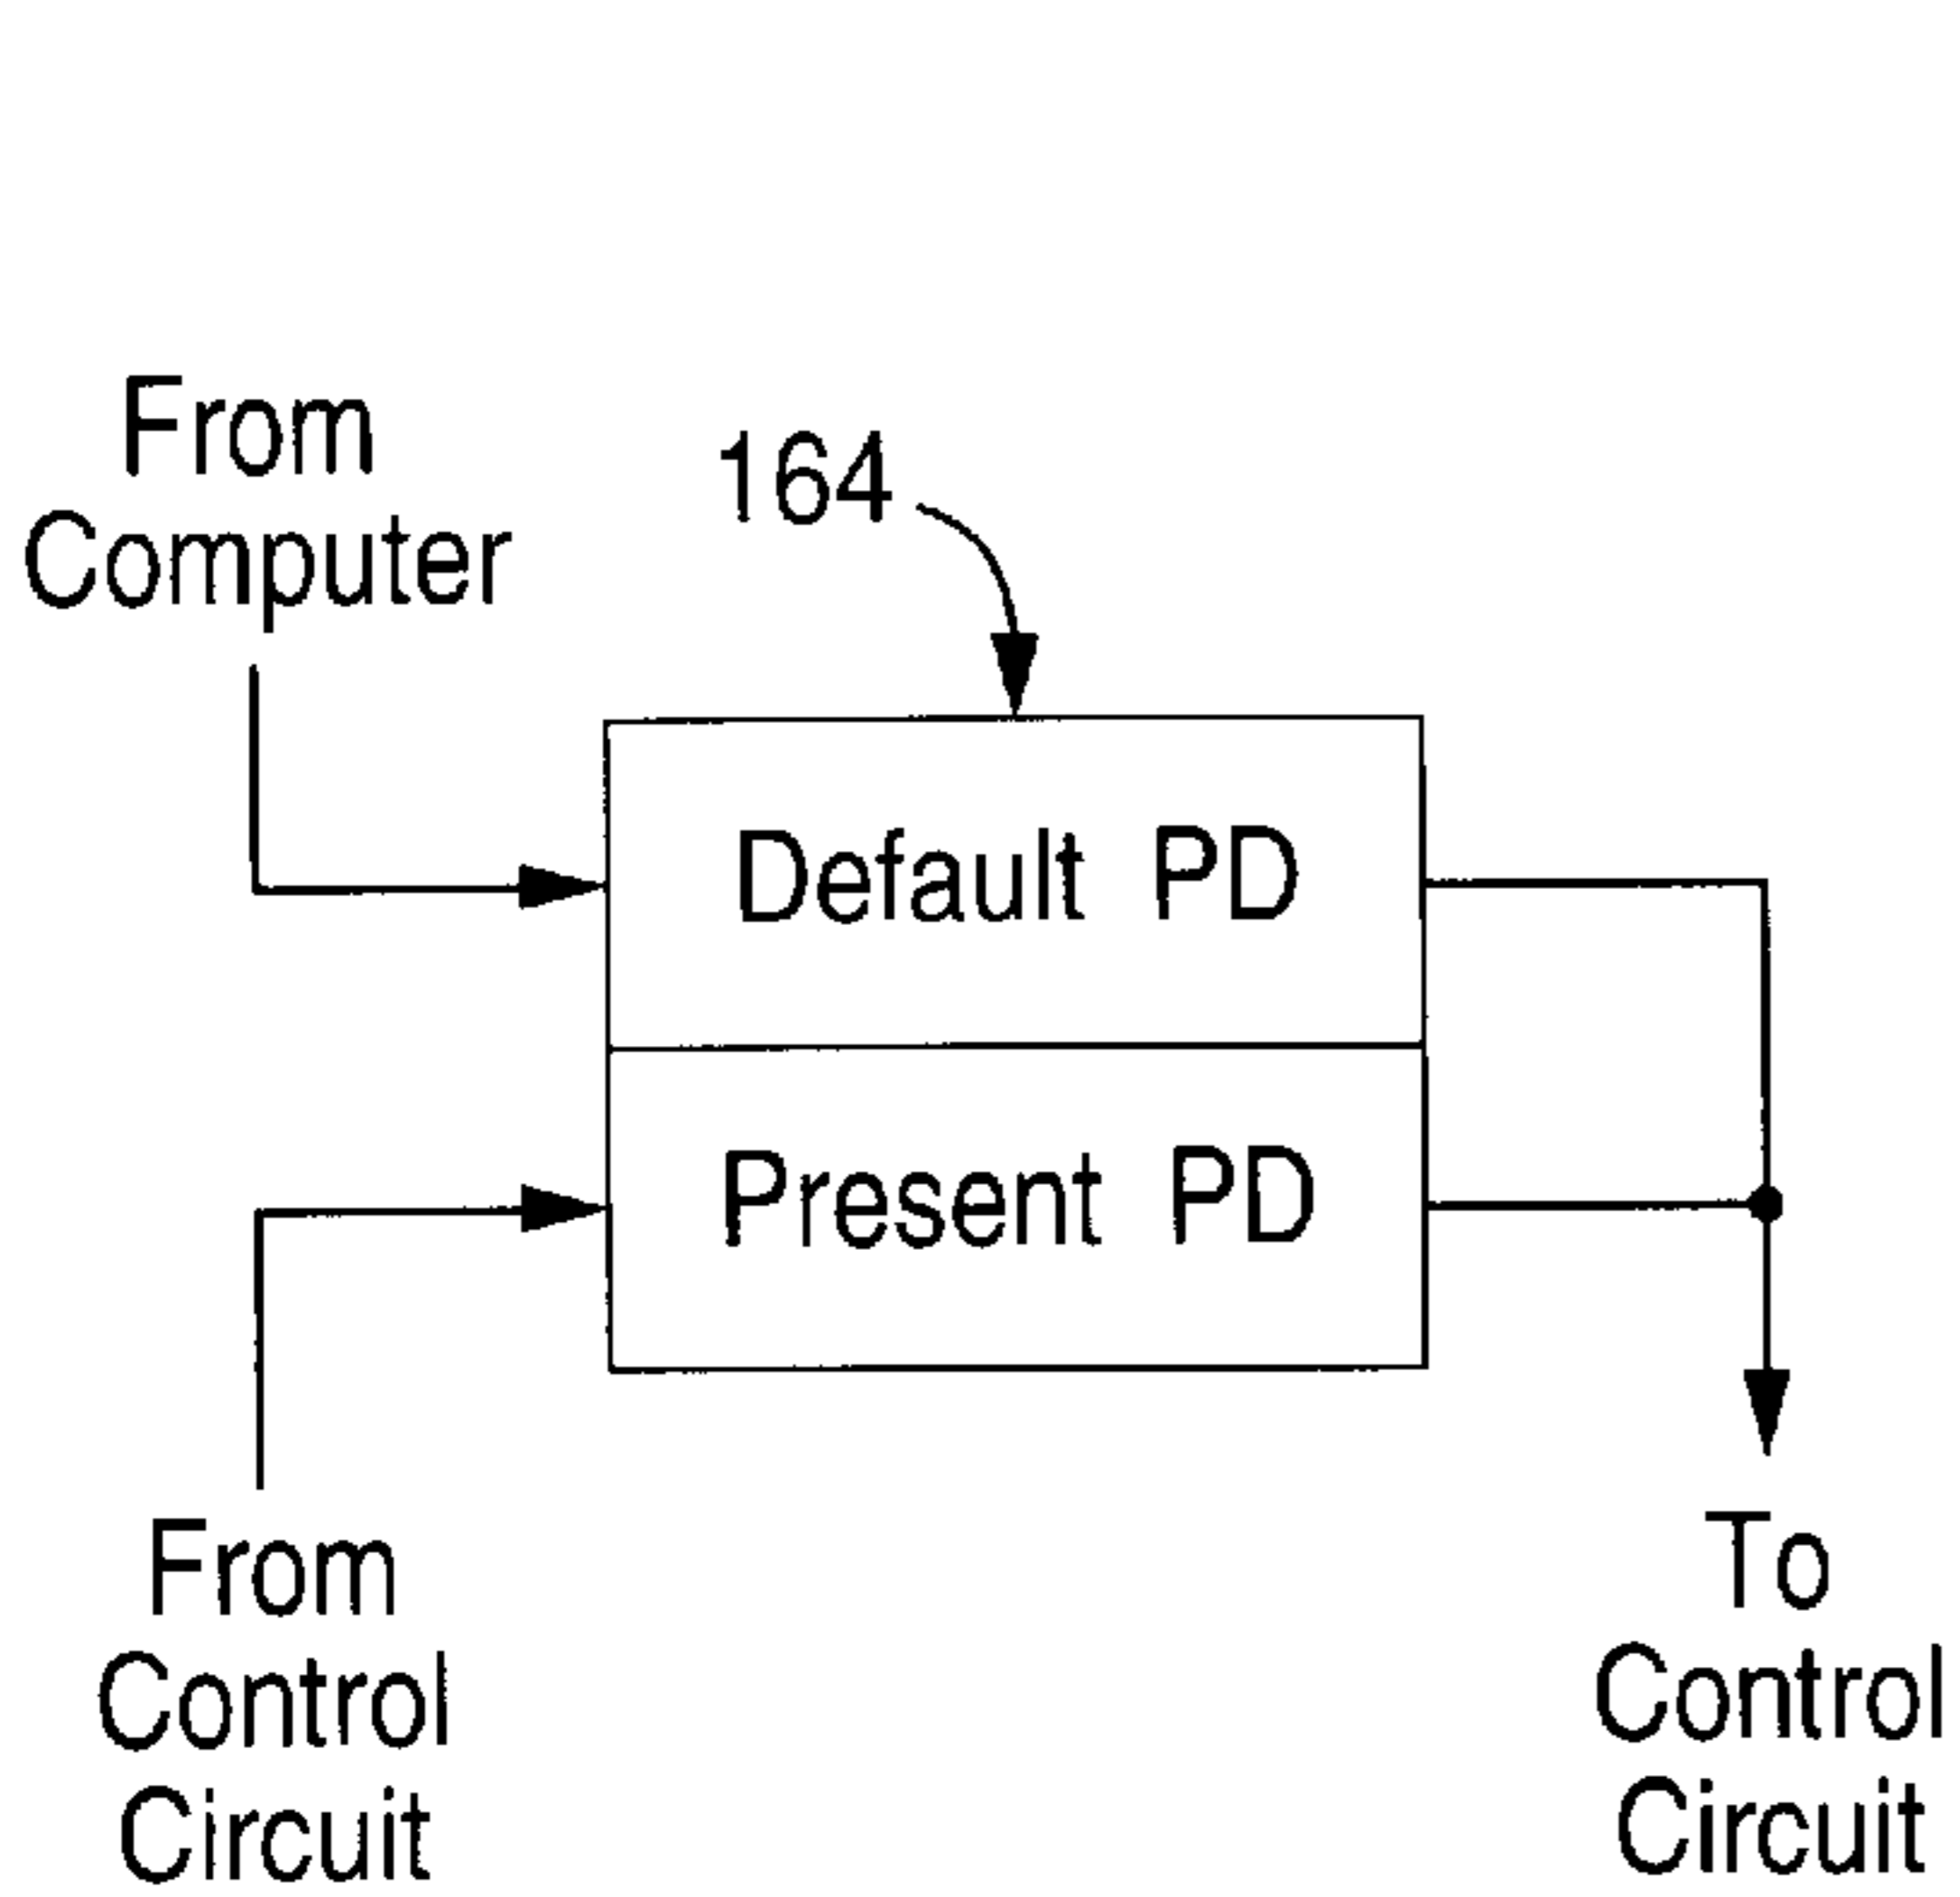 From
Computer
164
Default PD
Present PD
From
Control
Circuit
To
Control
Circuit